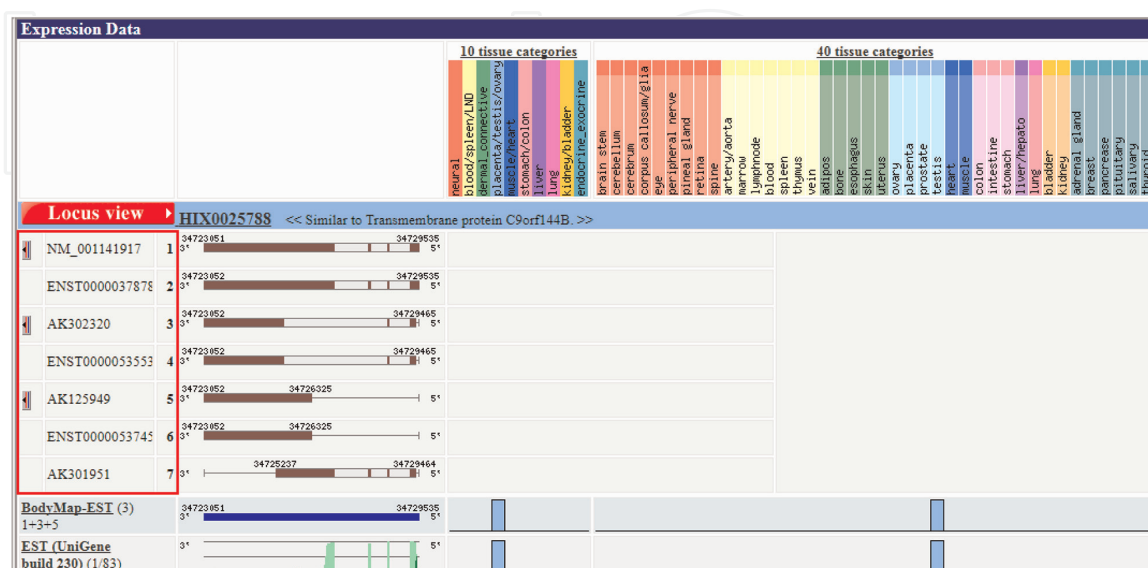 Expression Data
10 tissue categories
40 tissue categories
neural
blood/spleen/LND
dermal_connective
placenta/testis/ovary
muscle/heart
stomach/colon
liver
lung
kidney/bladder
endocrine_exocrine
brain stem
cerebellum
cerebrum
corpus callosum/glia
eye
peripheral nerve
pineal gland
retina
spine
artery/aorta
marrow
lymphnode
blood
spleen
thymus
vein
adipos
bone
esophagus
skin
uterus
ovary
placenta
prostate
testis
heart
muscle
colon
intestine
stomach
liver/hepato
lung
bladder
kidney
adrenal gland
breast
pancrease
pituitary
salivary
thyroid
Locus view HIX0025788 << Similar to Transmembrane protein C9orf144B. >>
NM_001141917 1 3' 34723051 34729535 5'
ENST0000037878 2 3' 34723052 34729535 5'
AK302320 3 3' 34723052 34729465 5'
ENST0000053553 4 3' 34723052 34729465 5'
AK125949 5 3' 34723052 34726325 5'
ENST0000053745 6 3' 34723052 34726325 5'
AK301951 7 3' 34725237 34729464 5'
BodyMap-EST (3) 3' 34723051 34729535 5'
1+3+5
EST (UniGene 3' 5'
build 230) (1/83)